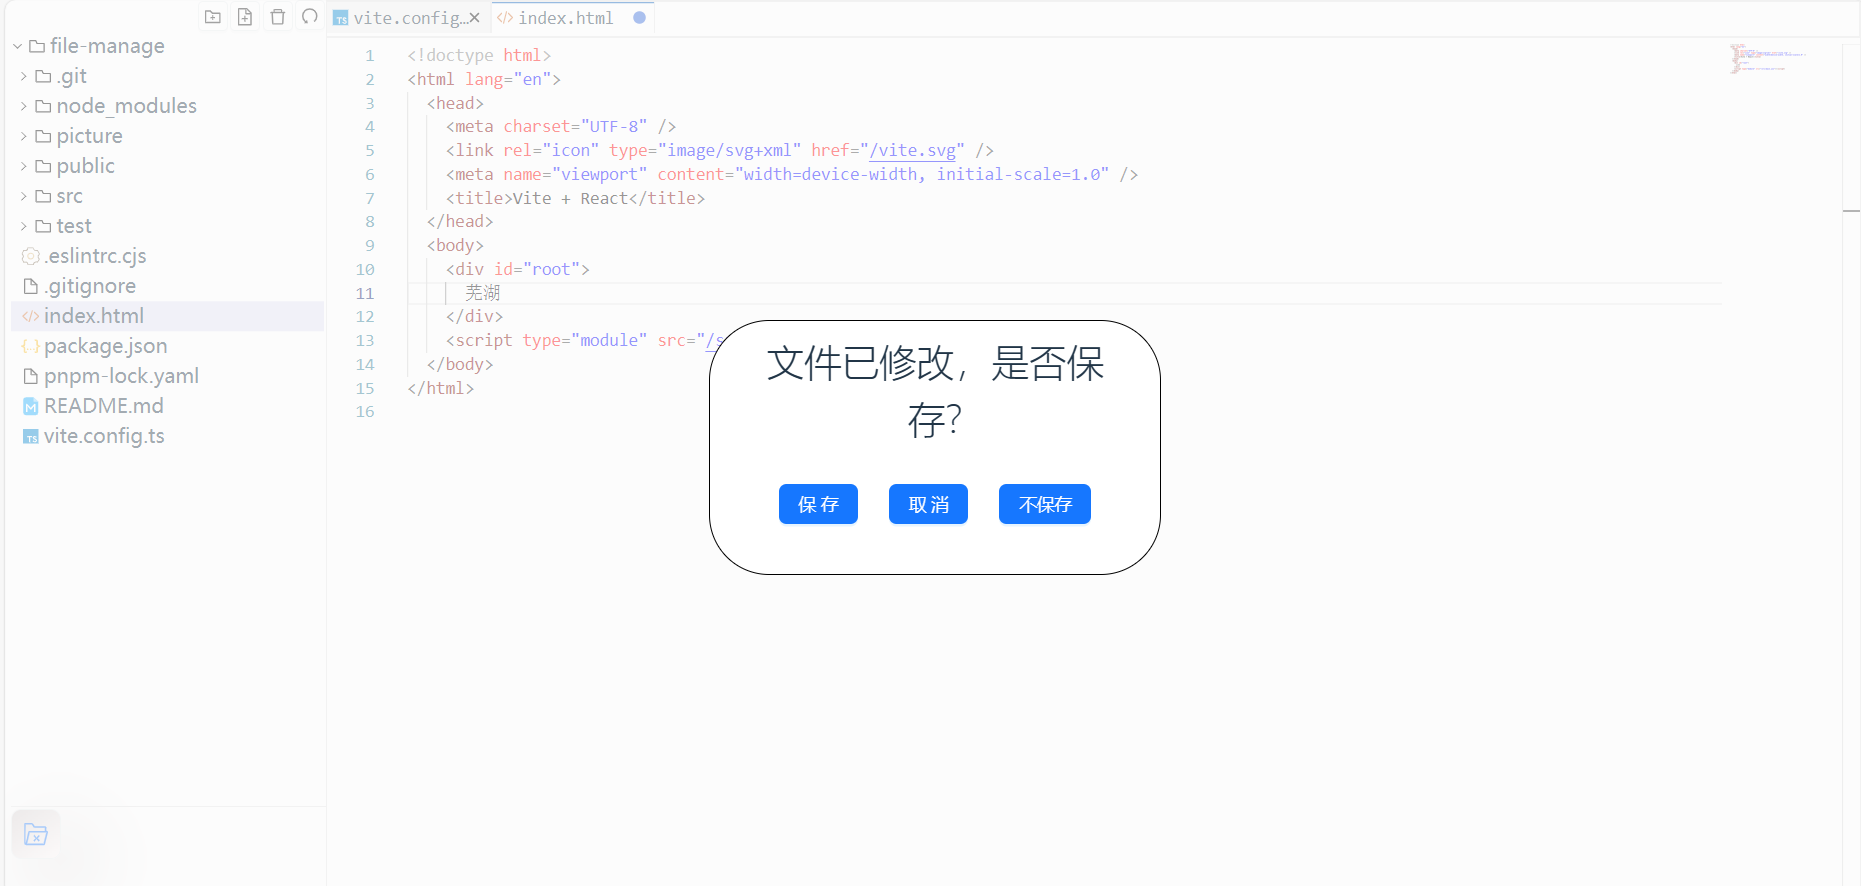 file-manage
.git
node_modules
picture
public
src
test
.eslintrc.cjs
.gitignore
index.html
package.json
pnpm-lock.yaml
README.md
vite.config.ts
vite.config...
index.html
1 <!doctype html>
2 <html lang="en">
3 <head>
4 <meta charset="UTF-8" />
5 <link rel="icon" type="image/svg+xml" href="/vite.svg" />
6 <meta name="viewport" content="width=device-width, initial-scale=1.0" />
7 <title>Vite + React</title>
8 </head>
9 <body>
10 <div id="root">
11 芜湖
12 </div>
13 <script type="module" src="/s
14 </body>
15 </html>
16
文件已修改，是否保
存?
保存 取消 不保存